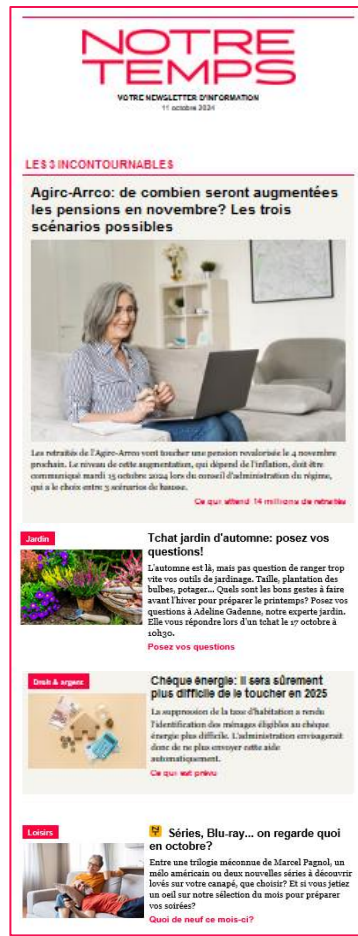 NOTRE
TEMPS
VOTRE NEWSLETTER D'INFORMATION
11 octobre 2024
LES 3 INCONTOURNABLES
Agirc-Arrco: de combien seront augmentées
les pensions en novembre? Les trois
scénarios possibles
Les retraités de l'Agirc-Arrco vont toucher une pension revalorisée le 4 novembre
prochain. Le niveau de cette augmentation, qui dépend de l'inflation, doit être
communiqué mardi 15 octobre 2024 lors du conseil d'administration du régime,
qui a le choix entre 3 scénarios de hausse.
Ce qui attend 14 millions de retraités
Jardin
Tchat jardin d'automne: posez vos
questions!
L'automne est là, mais pas question de ranger trop
vite vos outils de jardinage. Taille, plantation des
bulbes, potager... Quels sont les bons gestes à faire
avant l'hiver pour préparer le printemps? Posez vos
questions à Adeline Gadenne, notre experte jardin.
Elle vous répondre lors d'un tchat le 17 octobre à
10h30.
Posez vos questions
Droit & argent
Chèque énergie: il sera sûrement
plus difficile de le toucher en 2025
La suppression de la taxe d'habitation a rendu
l'identification des ménages éligibles au chèque
énergie plus difficile. L'administration envisagerait
donc de ne plus envoyer cette aide
automatiquement.
Ce qui est prévu
Loisirs
Séries, Blu-ray... on regarde quoi
en octobre?
Entre une trilogie méconnue de Marcel Pagnol, un
mélo américain ou deux nouvelles séries à découvrir
lovés sur votre canapé, que choisir? Et si vous jetiez
un oeil sur notre sélection du mois pour préparer
vos soirées?
Quoi de neuf ce mois-ci?